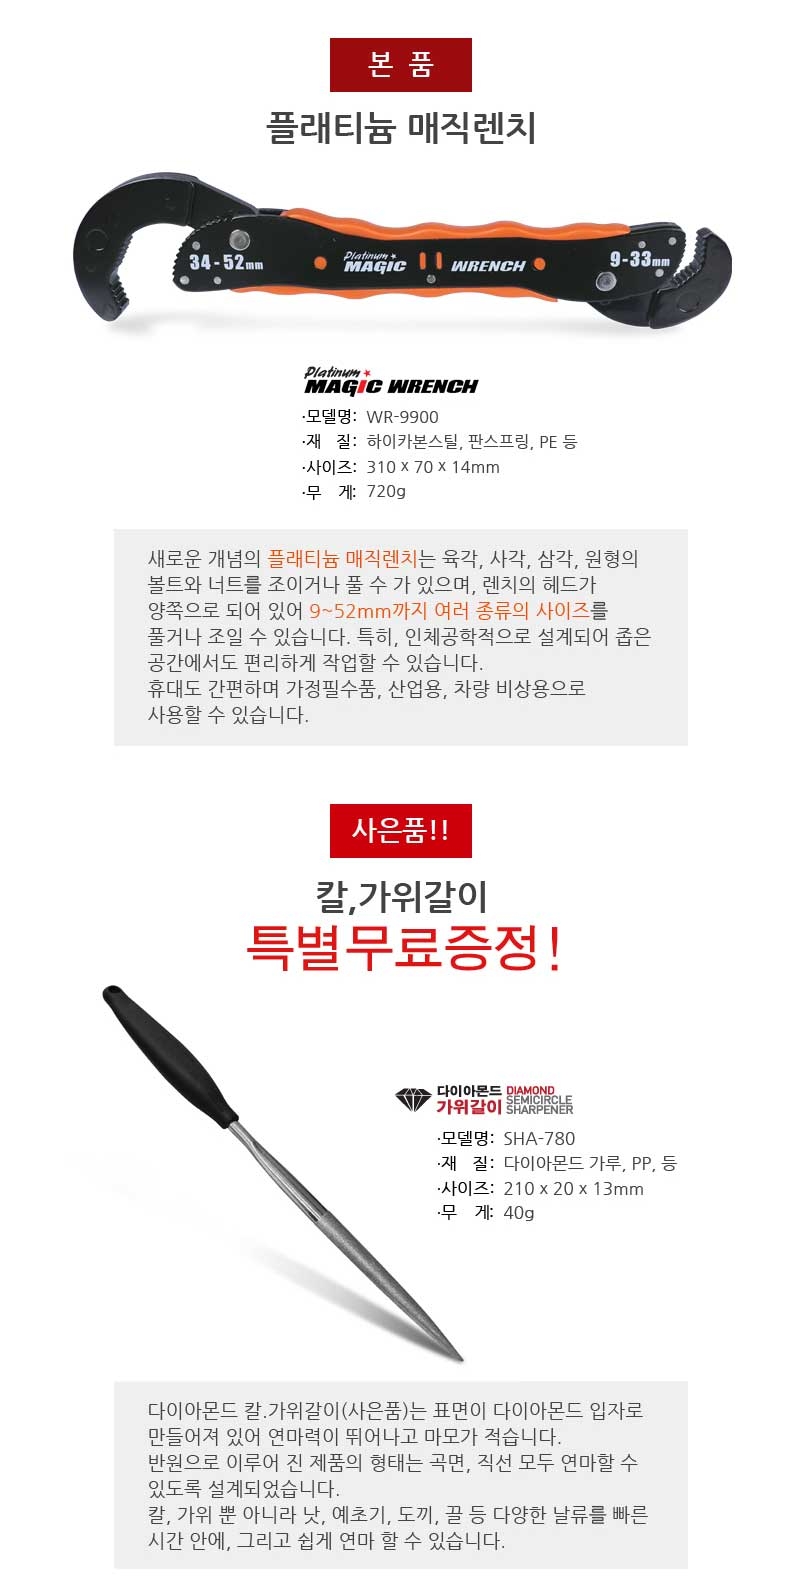 본 품
플래티늄 매직렌치
34-52mm
Platinum
MAGIC WRENCH
9-33mm
Platinum
MAGIC WRENCH
·모델명: WR-9900
·재 질: 하이카본스틸, 판스프링, PE 등
·사이즈: 310 x 70 x 14mm
·무 게: 720g
새로운 개념의 플래티늄 매직렌치는 육각, 사각, 삼각, 원형의
볼트와 너트를 조이거나 풀 수 가 있으며, 렌치의 헤드가
양쪽으로 되어 있어 9~52mm까지 여러 종류의 사이즈를
풀거나 조일 수 있습니다. 특히, 인체공학적으로 설계되어 좁은
공간에서도 편리하게 작업할 수 있습니다.
휴대도 간편하며 가정필수품, 산업용, 차량 비상용으로
사용할 수 있습니다.
사은품!!
칼,가위갈이
특별무료증정!
다이아몬드 DIAMOND
가위갈이 SEMICIRCLE
SHARPENER
·모델명: SHA-780
·재 질: 다이아몬드 가루, PP, 등
·사이즈: 210 x 20 x 13mm
·무 게: 40g
다이아몬드 칼.가위갈이(사은품)는 표면이 다이아몬드 입자로
만들어져 있어 연마력이 뛰어나고 마모가 적습니다.
반원으로 이루어 진 제품의 형태는 곡면, 직선 모두 연마할 수
있도록 설계되었습니다.
칼, 가위 뿐 아니라 낫, 예초기, 도끼, 끌 등 다양한 날류를 빠른
시간 안에, 그리고 쉽게 연마 할 수 있습니다.